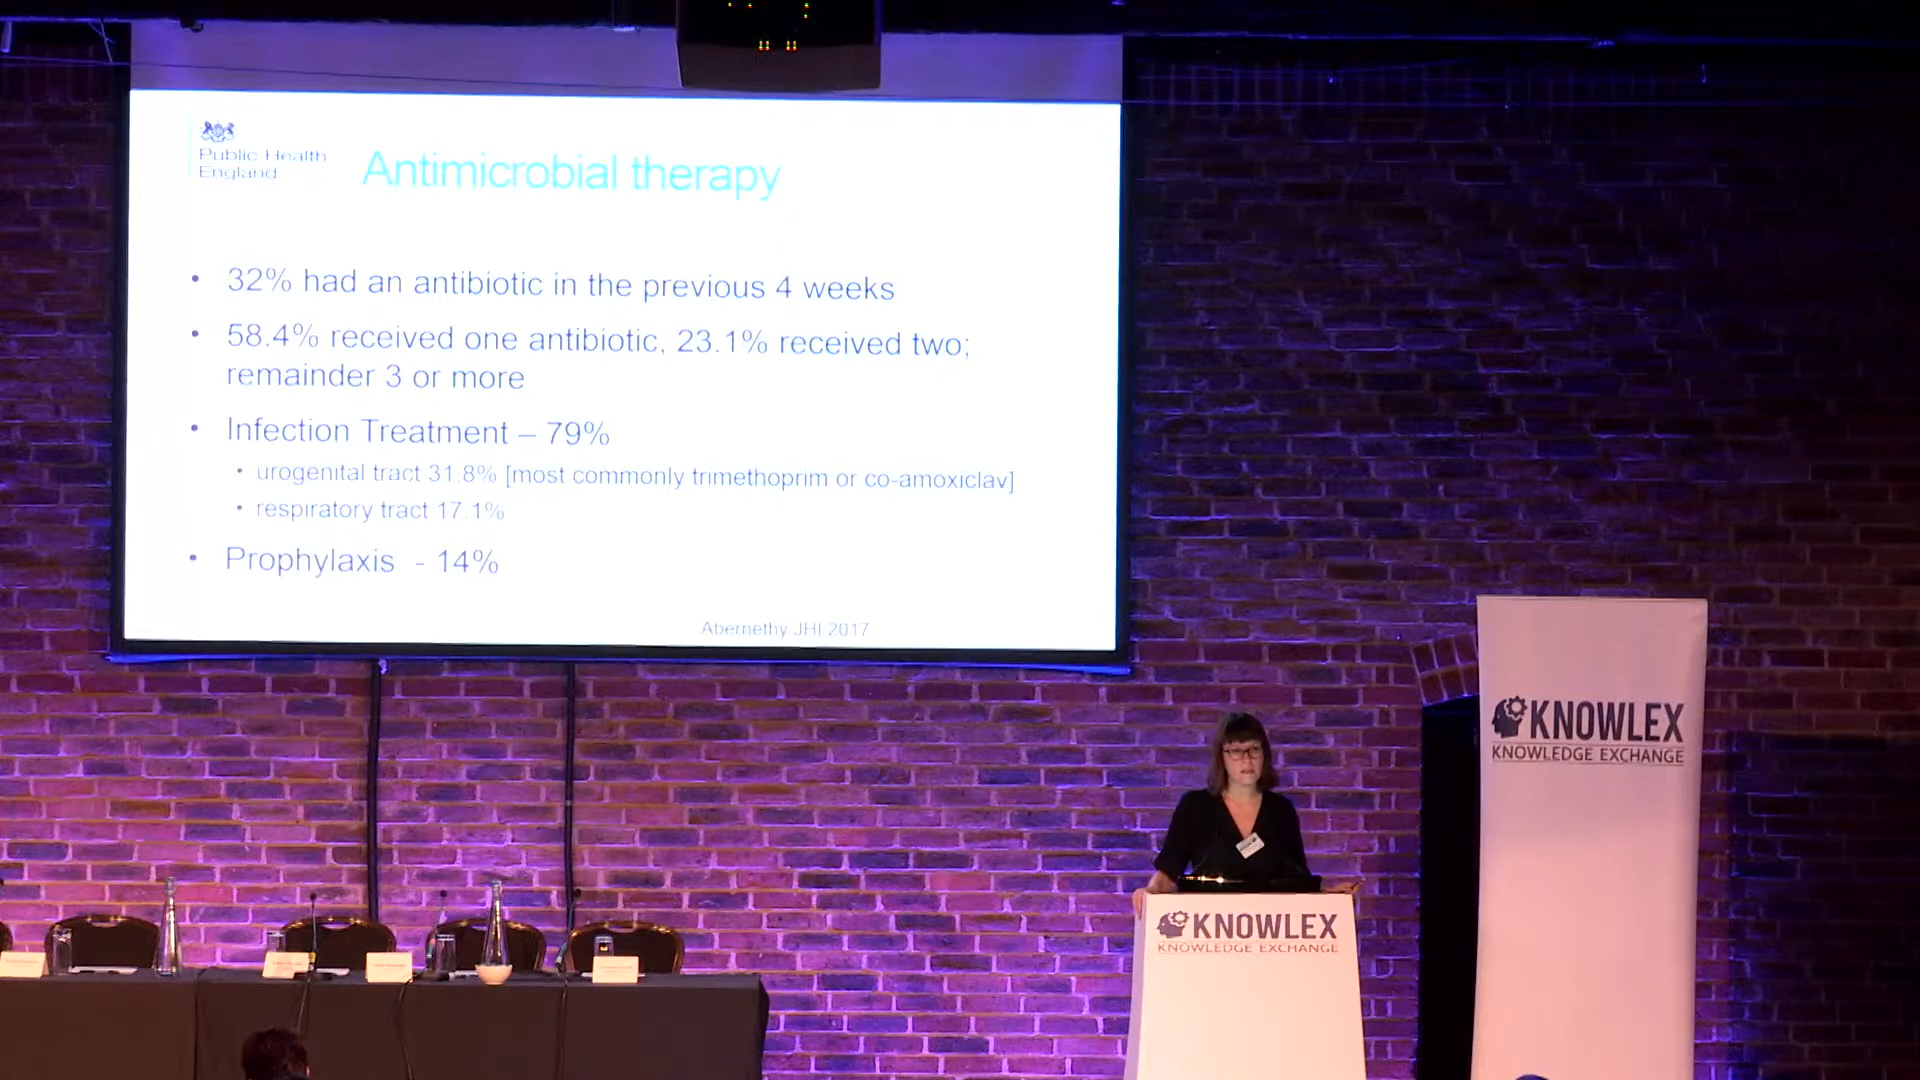 Public Health
England
Antimicrobial therapy
• 32% had an antibiotic in the previous 4 weeks
• 58.4% received one antibiotic, 23.1% received two;
remainder 3 or more
• Infection Treatment – 79%
• urogenital tract 31.8% [most commonly trimethoprim or co-amoxiclav]
• respiratory tract 17.1%
• Prophylaxis - 14%
Abernethy JHI 2017
KNOWLEX
KNOWLEDGE EXCHANGE
KNOWLEX
KNOWLEDGE EXCHANGE